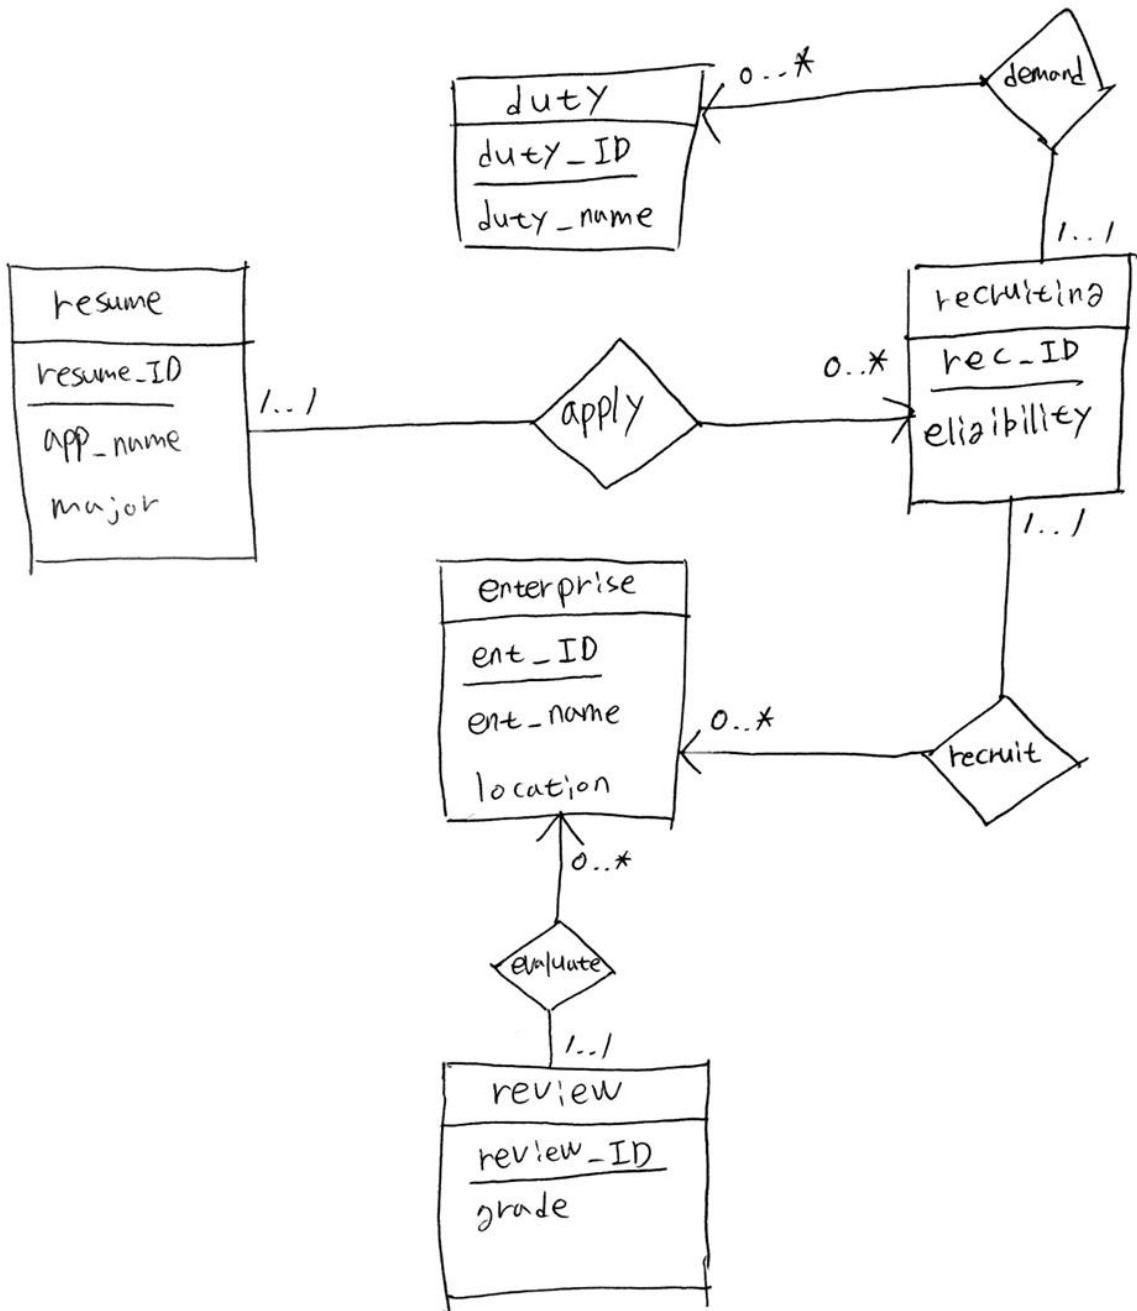 0...*
demand
duty
duty_ID
duty_name
1..1
resume
resume_ID
app_name
major
1..1
apply
0..*
recruiting
rec_ID
eligibility
1..1
enterprise
ent_ID
ent_name
location
0..*
recruit
0..*
evaluate
1..1
review
review_ID
grade